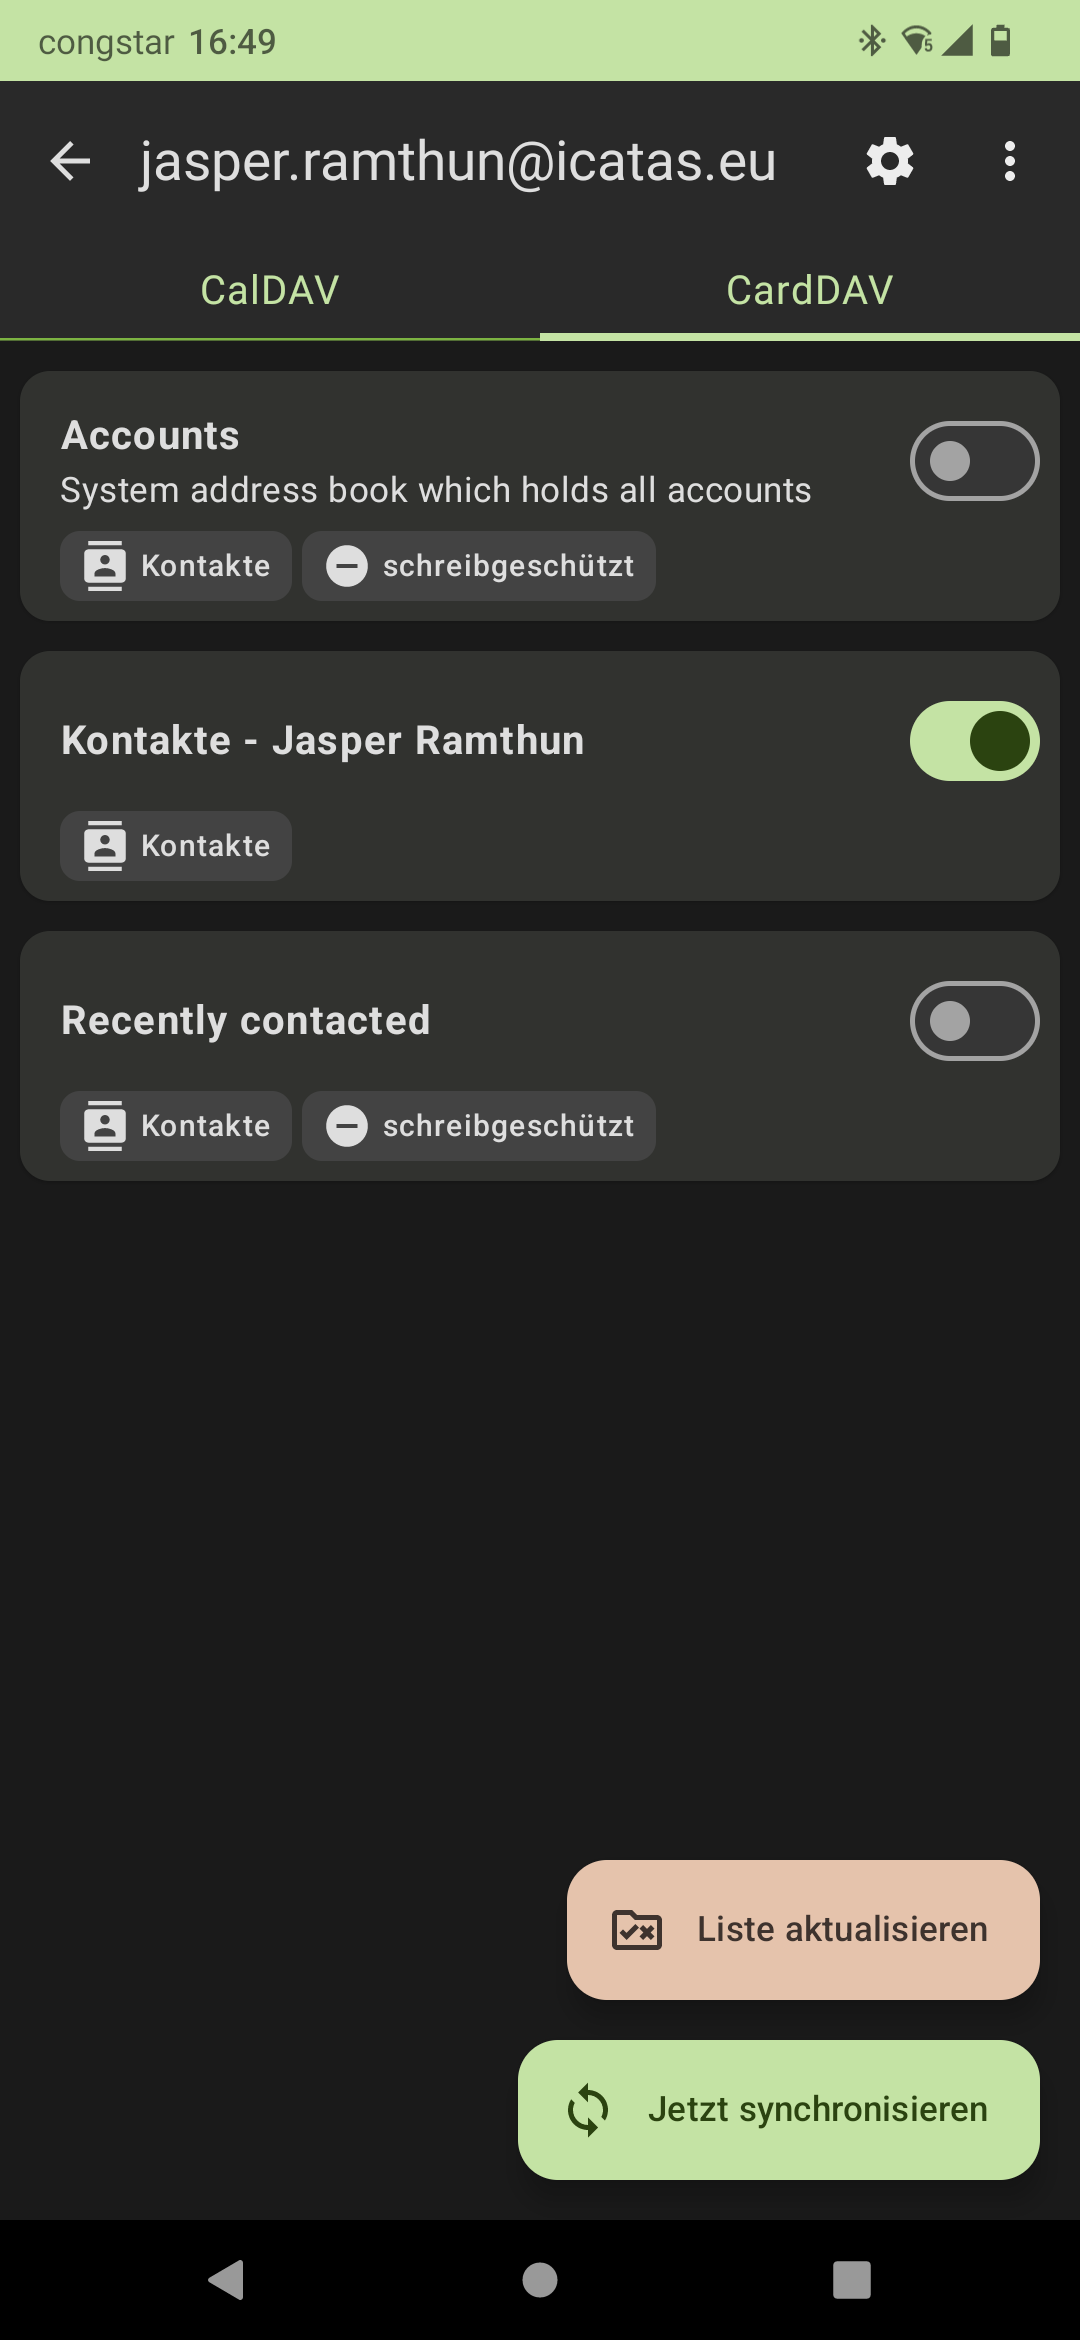 congstar 16:49
jasper.ramthun@icatas.eu
CalDAV
CardDAV
Accounts
System address book which holds all accounts
Kontakte
schreibgeschützt
Kontakte - Jasper Ramthun
Kontakte
Recently contacted
Kontakte
schreibgeschützt
Liste aktualisieren
Jetzt synchronisieren